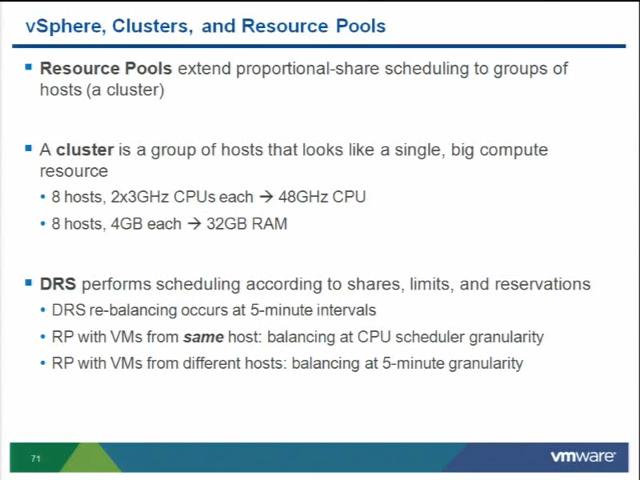 vSphere, Clusters, and Resource Pools
▪ Resource Pools extend proportional-share scheduling to groups of
hosts (a cluster)
▪ A cluster is a group of hosts that looks like a single, big compute
resource
• 8 hosts, 2x3GHz CPUs each → 48GHz CPU
• 8 hosts, 4GB each → 32GB RAM
▪ DRS performs scheduling according to shares, limits, and reservations
• DRS re-balancing occurs at 5-minute intervals
• RP with VMs from same host: balancing at CPU scheduler granularity
• RP with VMs from different hosts: balancing at 5-minute granularity
71
vmware